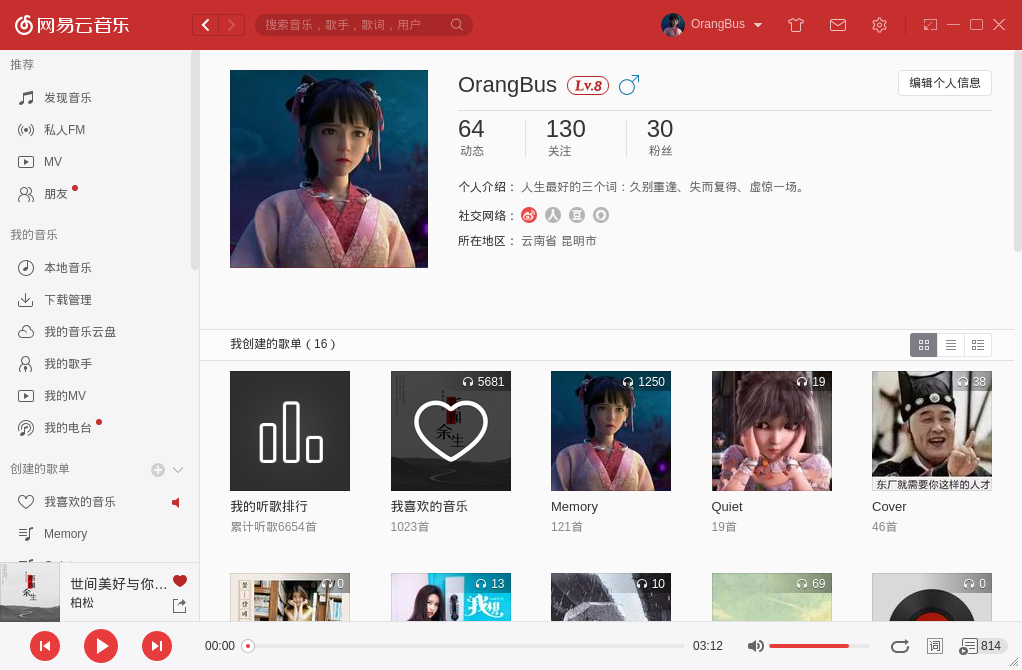 网易云音乐
搜索音乐，歌手，歌词，用户
OrangBus
推荐
发现音乐
私人FM
MV
朋友
我的音乐
本地音乐
下载管理
我的音乐云盘
我的歌手
我的MV
我的电台
创建的歌单
我喜欢的音乐
Memory
世间美好与你…
柏松
OrangBus
Lv.8
编辑个人信息
64
动态
130
关注
30
粉丝
个人介绍： 人生最好的三个词：久别重逢、失而复得、虚惊一场。
社交网络：
所在地区： 云南省 昆明市
我创建的歌单（16）
5681
余生
1250
19
38
东厂就需要你这样的人才
我的听歌排行
累计听歌6654首
我喜欢的音乐
1023首
Memory
121首
Quiet
19首
Cover
46首
0
13
我想
10
69
0
00:00
03:12
词
814